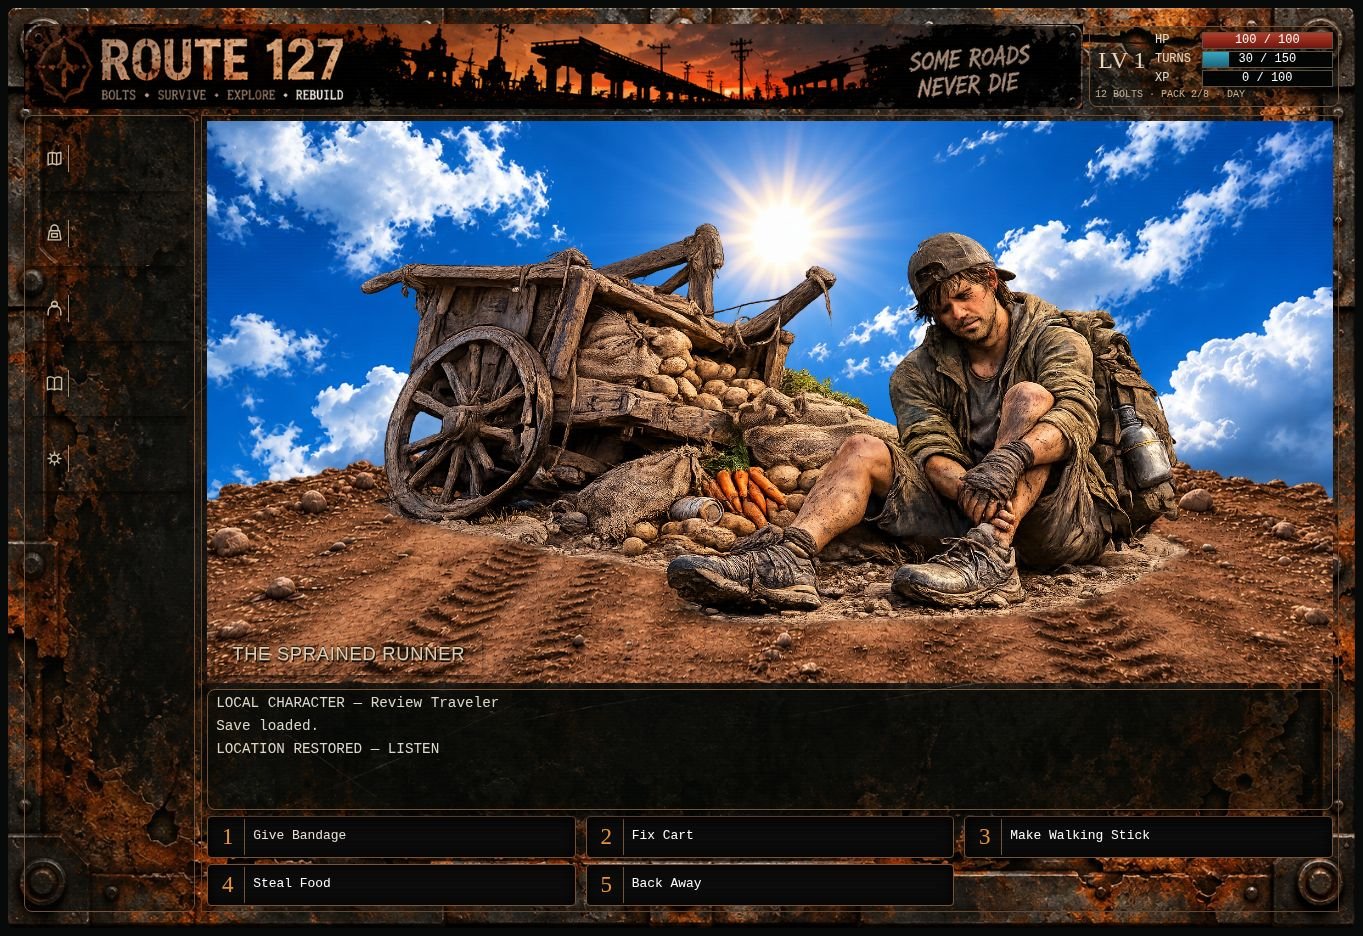 ROUTE 127
BOLTS • SURVIVE • EXPLORE • REBUILD
SOME ROADS
NEVER DIE
LV 1
HP
100 / 100
TURNS
30 / 150
XP
0 / 100
12 BOLTS · PACK 2/8 · DAY
THE SPRAINED RUNNER
LOCAL CHARACTER — Review Traveler
Save loaded.
LOCATION RESTORED — LISTEN
1 Give Bandage
2 Fix Cart
3 Make Walking Stick
4 Steal Food
5 Back Away